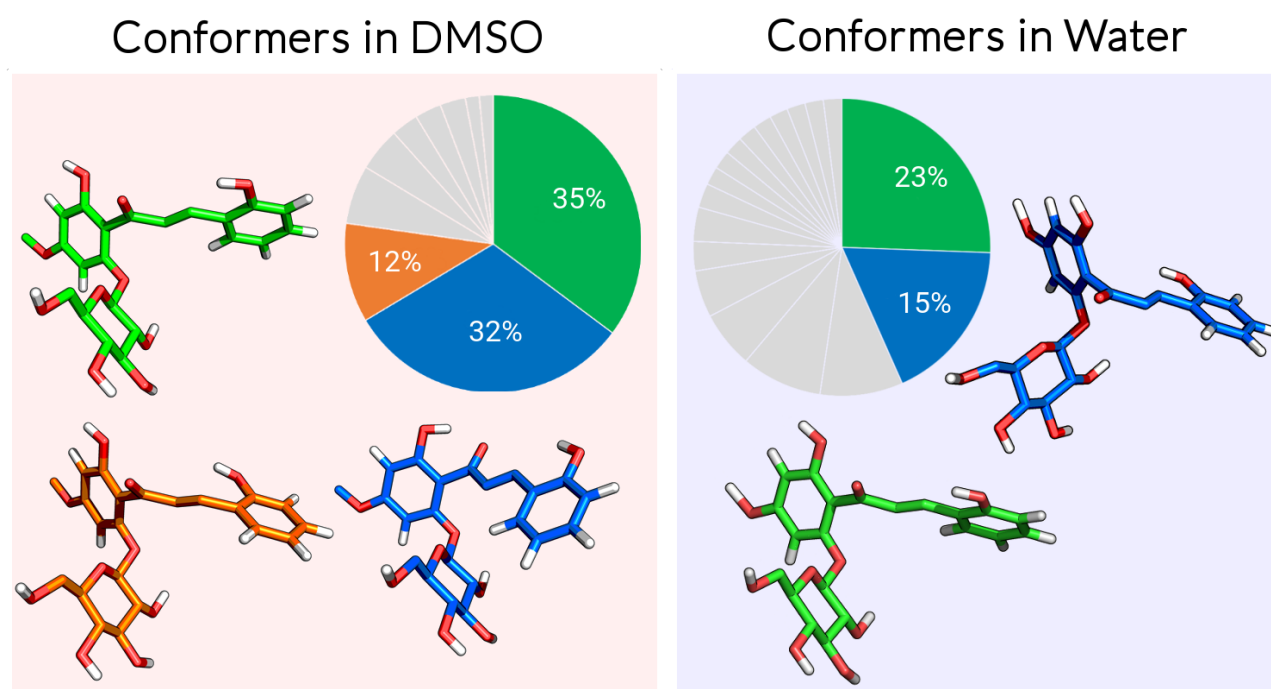 Conformers in DMSO
Conformers in Water
35%
12%
32%
23%
15%